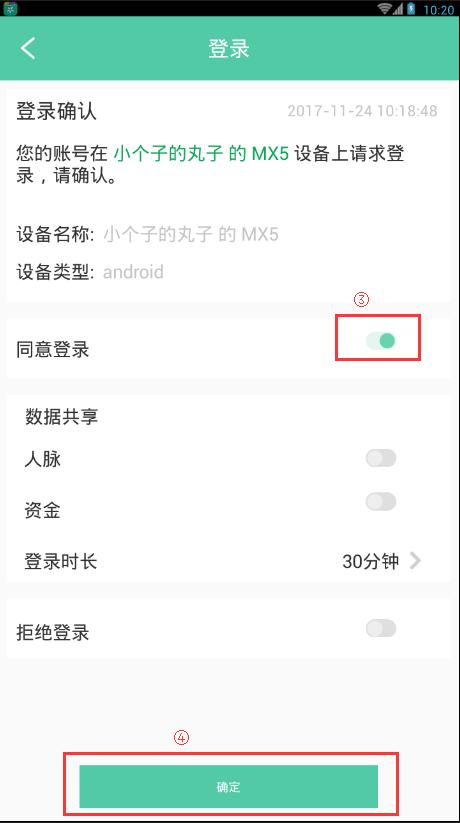 10:20
登录
登录确认 2017-11-24 10:18:48
您的账号在 小个子的丸子 的 MX5 设备上请求登
录，请确认。
设备名称: 小个子的丸子 的 MX5
设备类型: android
③
同意登录
数据共享
人脉
资金
登录时长 30分钟
拒绝登录
④
确定